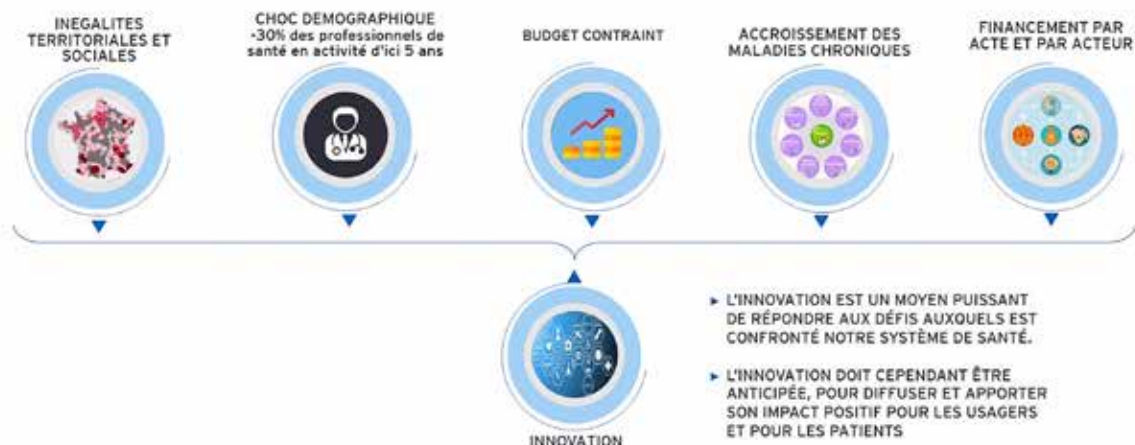 INEGALITES
TERRITORIALES ET
SOCIALES
CHOC DEMOGRAPHIQUE
-30% des professionnels de
santé en activité d'ici 5 ans
BUDGET CONTRAINT
ACCROISSEMENT DES
MALADIES CHRONIQUES
FINANCEMENT PAR
ACTE ET PAR ACTEUR
INNOVATION
► L'INNOVATION EST UN MOYEN PUISSANT
DE RÉPONDRE AUX DÉFIS AUXQUELS EST
CONFRONTÉ NOTRE SYSTÈME DE SANTÉ.
► L'INNOVATION DOIT CEPENDANT ÊTRE
ANTICIPÉE, POUR DIFFUSER ET APPORTER
SON IMPACT POSITIF POUR LES USAGERS
ET POUR LES PATIENTS